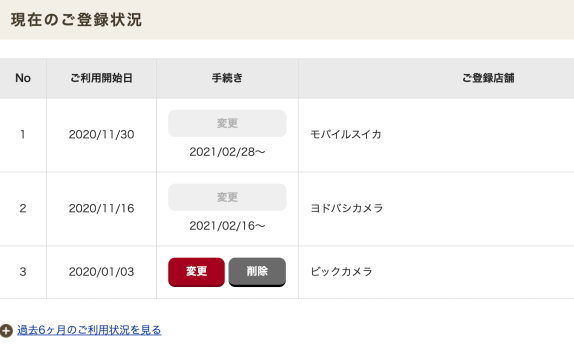 現在のご登録状況
No ご利用開始日 手続き ご登録店舗
1 2020/11/30 変更 モバイルスイカ
2021/02/28〜
2 2020/11/16 変更 ヨドバシカメラ
2021/02/16〜
3 2020/01/03 変更 削除 ビックカメラ
過去6ヶ月のご利用状況を見る